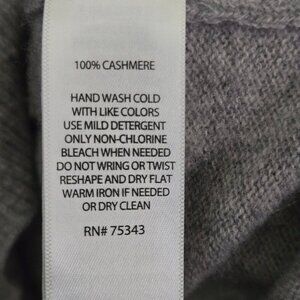 100% CASHMERE
HAND WASH COLD
WITH LIKE COLORS
USE MILD DETERGENT
ONLY NON-CHLORINE
BLEACH WHEN NEEDED
DO NOT WRING OR TWIST
RESHAPE AND DRY FLAT
WARM IRON IF NEEDED
OR DRY CLEAN
RN# 75343